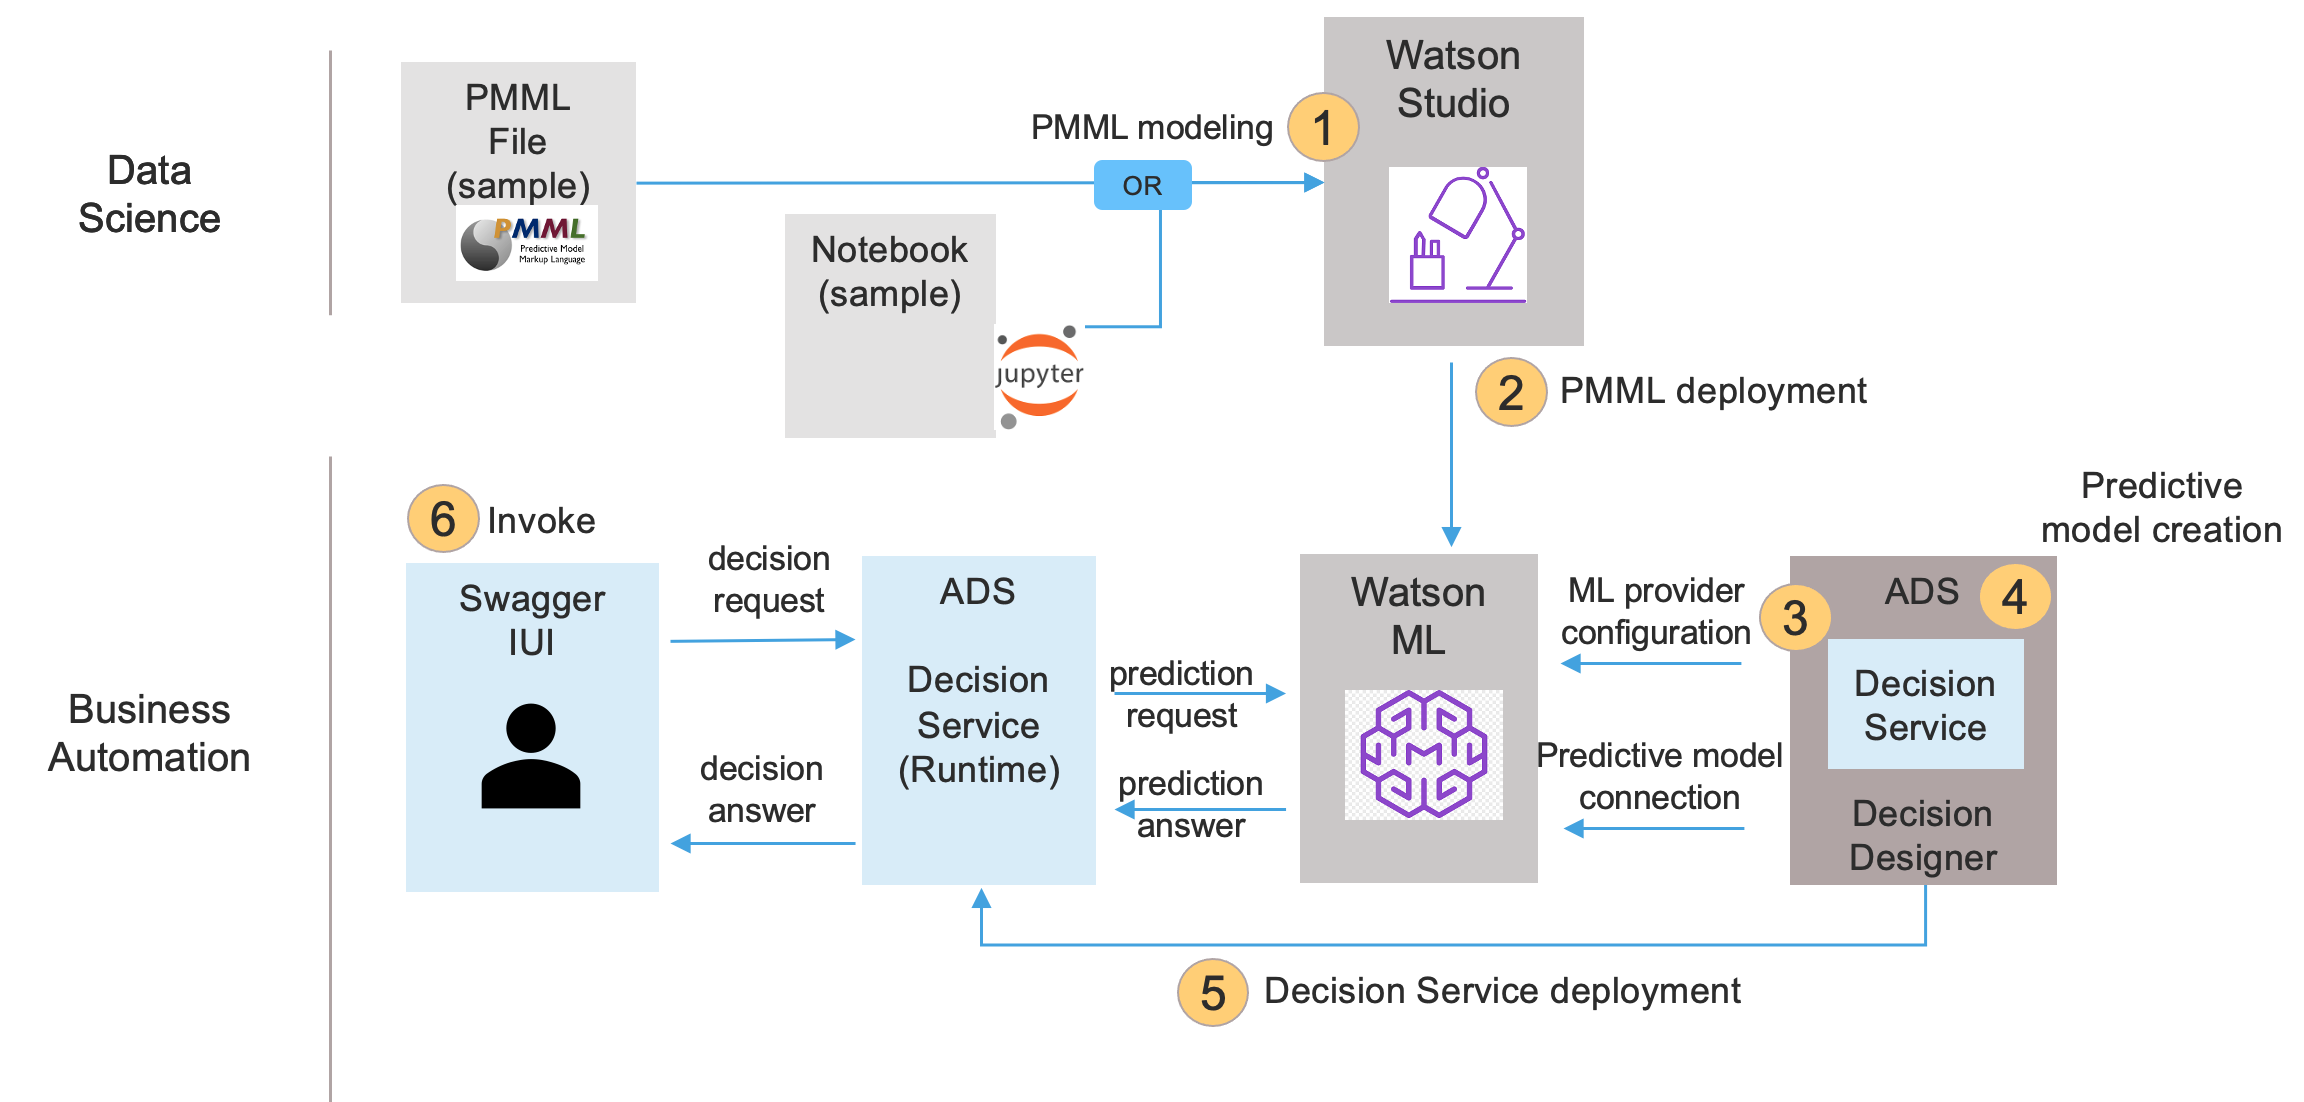 Data
Science
PMML
File
(sample)
PMML
Predictive Model
Markup Language
Notebook
(sample)
jupyter
PMML modeling
1
OR
Watson
Studio
2
PMML deployment
Business
Automation
6
Invoke
Swagger
IUI
decision
request
decision
answer
ADS
Decision
Service
(Runtime)
prediction
request
prediction
answer
Watson
ML
M
ML provider
configuration
3
Predictive model
connection
Predictive
model creation
ADS
4
Decision
Service
Decision
Designer
5
Decision Service deployment